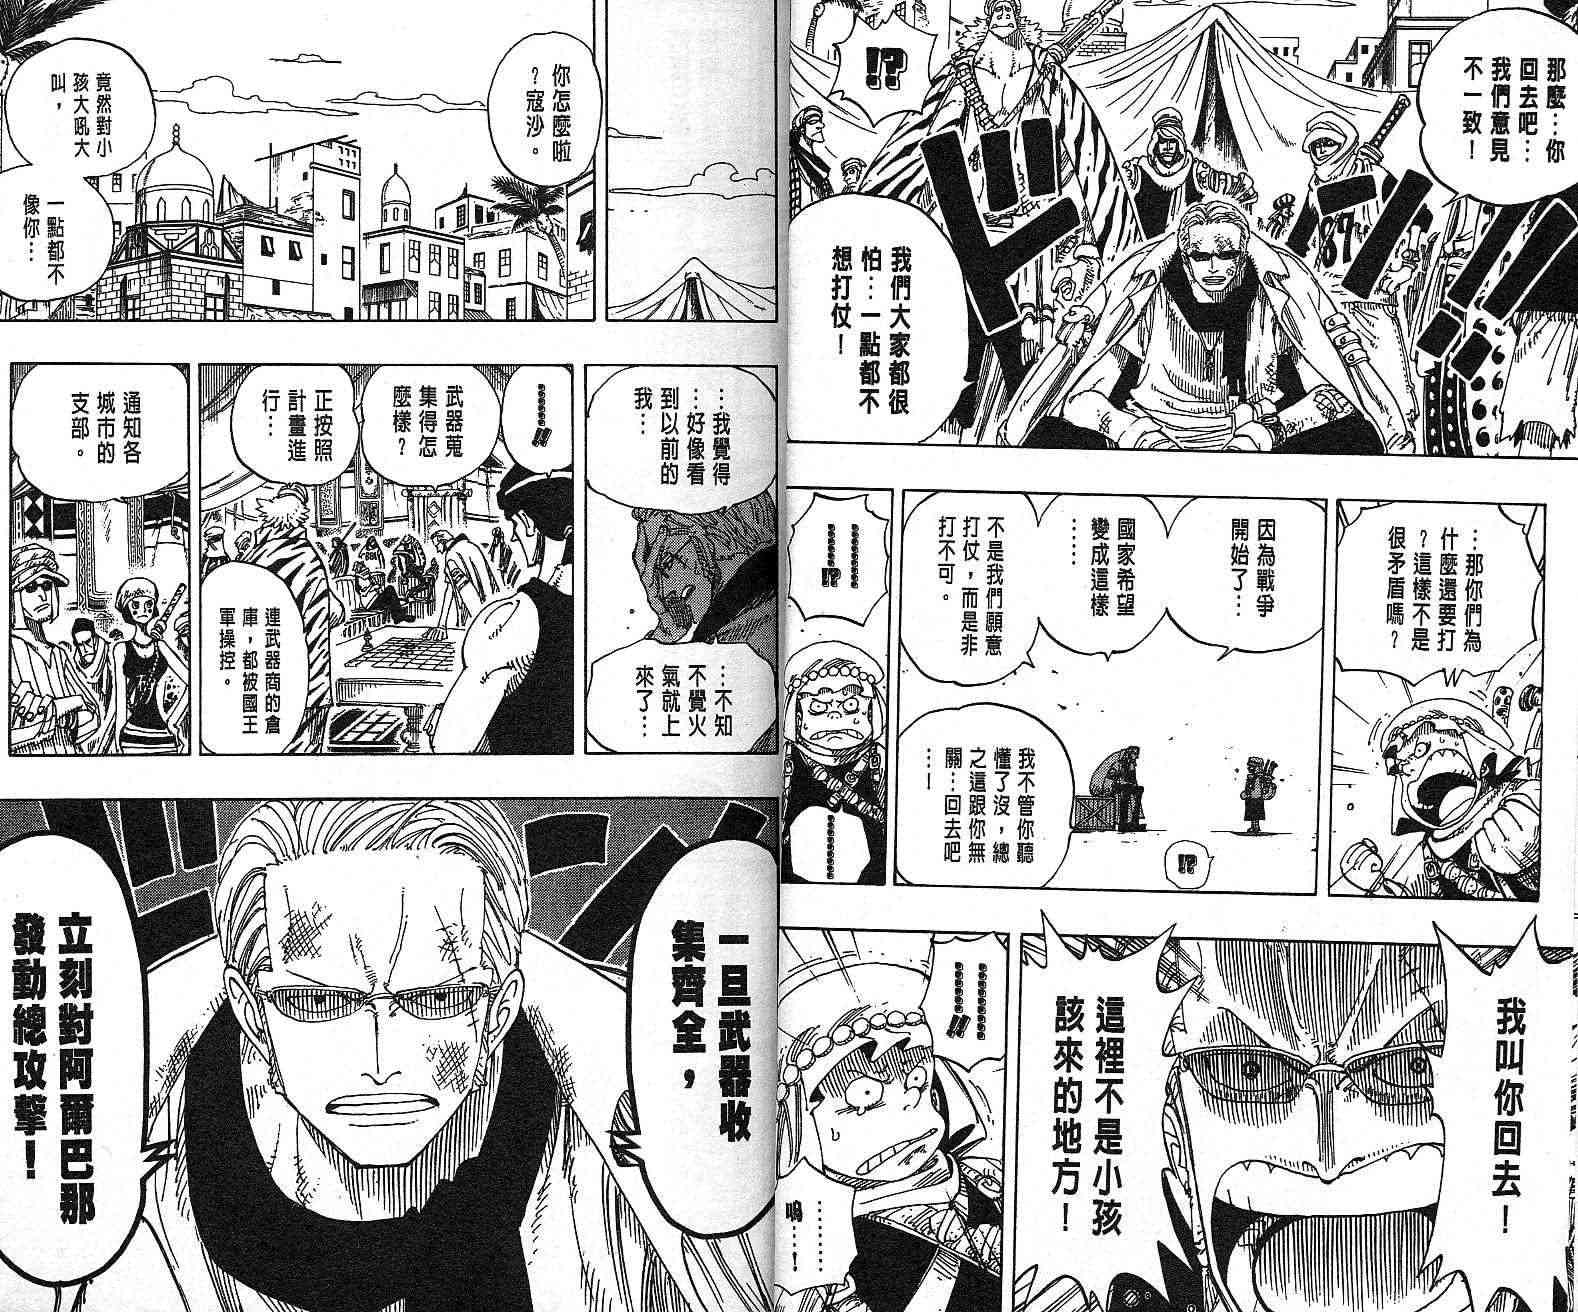 那麼…你
回去吧…
我們意見
不一致！
!?
ドン
87
我們大家都很
怕…一點都不
想打仗！
…那你們為
什麼還要打
？這樣不是
很矛盾嗎？
因為戰爭
開始了…
國家希望
變成這樣
……
不是我們願意
打仗，而是非
打不可。
我不管你聽
懂了沒，總
之這跟你無
關…回去吧
…！
!?
…………!?
…………
我叫你回去！
這裡不是小孩
該來的地方！
…………!!
……
嗚…！
你怎麼啦
？寇沙。
竟然對小
孩大吼大
叫，
一點都不
像你…
…我覺得
…好像看
到以前的
我…
…不知
不覺火
氣就上
來了…
………!!
武器蒐
集得怎
麼樣？
正按照
計畫進
行…
連武器商的倉
庫，都被國王
軍操控。
通知各
城市的
支部。
一旦武器收
集齊全，
立刻對阿爾巴那
發動總攻擊！